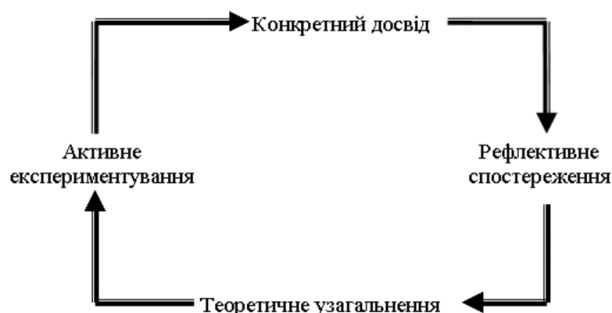 Конкретний досвід
Активне
експериментування
Рефлективне
спостереження
Теоретичне узагальнення